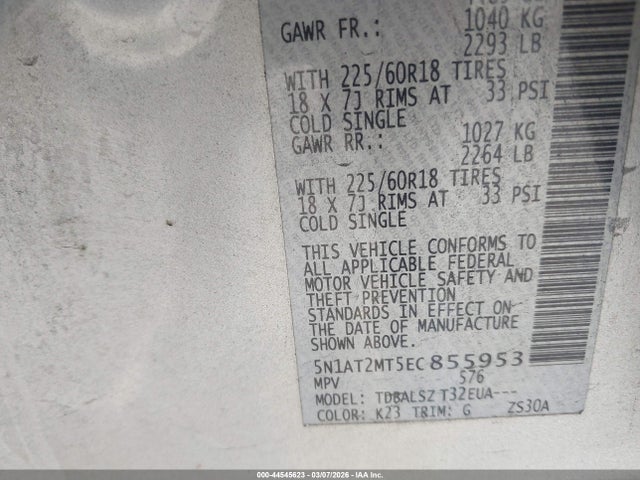 1040 KG
GAWR FR.:
2293 LB
WITH 225/60R18 TIRES
18 X 7J RIMS AT 33 PSI
COLD SINGLE
1027 KG
GAWR RR.:
2264 LB
WITH 225/60R18 TIRES
18 X 7J RIMS AT 33 PSI
COLD SINGLE
THIS VEHICLE CONFORMS TO
ALL APPLICABLE FEDERAL
MOTOR VEHICLE SAFETY AND
THEFT PREVENTION
STANDARDS IN EFFECT ON
THE DATE OF MANUFACTURE
SHOWN ABOVE.
5N1AT2MT5EC855953
MPV 576
MODEL: TDBALSZ T32EUA---
COLOR: K23 TRIM: G ZS30A
000-44545623 - 03/07/2026 - IAAI - Copart